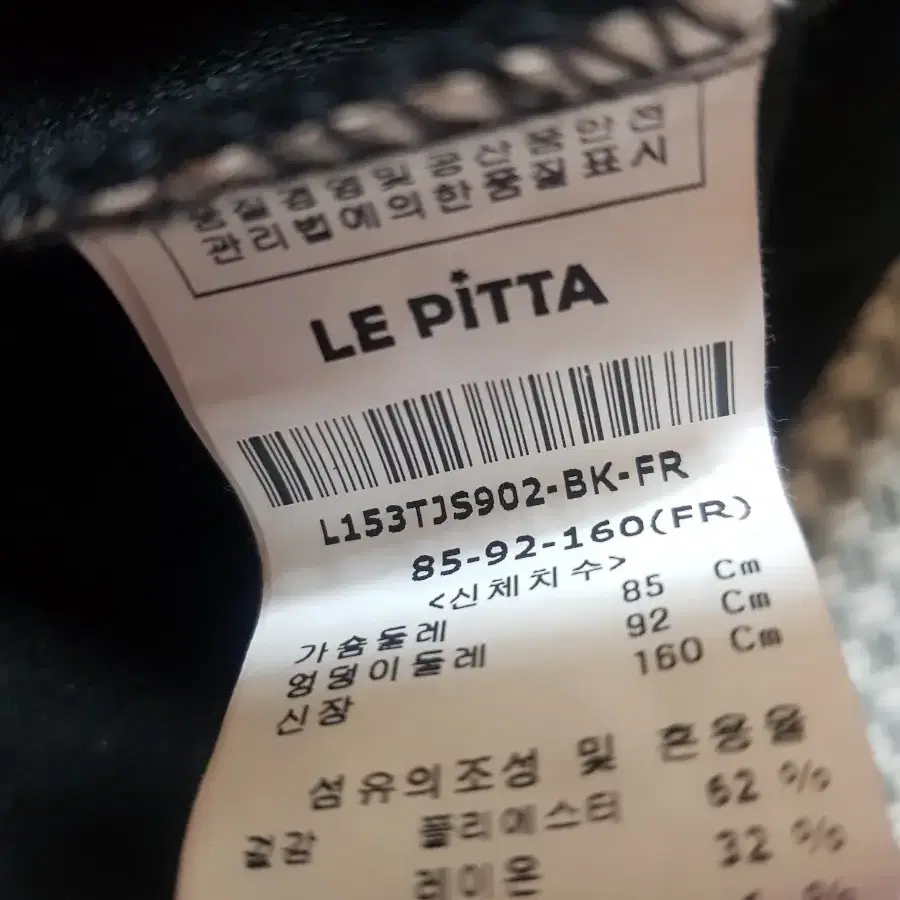 품질경영및공산품안전
관리법에의한품질표시
LE PiTTA
L153TJS902-BK-FR
85-92-160(FR)
<신체치수>
가슴둘레 85 Cm
엉덩이둘레 92 Cm
신장 160 Cm
섬유의조성 및 혼용율
겉감 폴리에스터 62 %
레이온 32 %
%